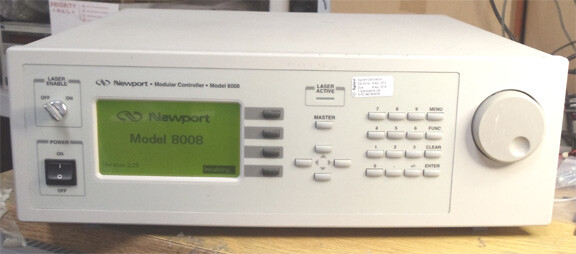 PRIORITY
LASER
ENABLE
OFF
ON
Newport • Modular Controller • Model 8008
LASER
ACTIVE
Newport
Model 8008
POWER
ON
OFF
MASTER
7 8 9 MENU
4 5 6 FUNC
1 2 3 CLEAR
0 . ENTER